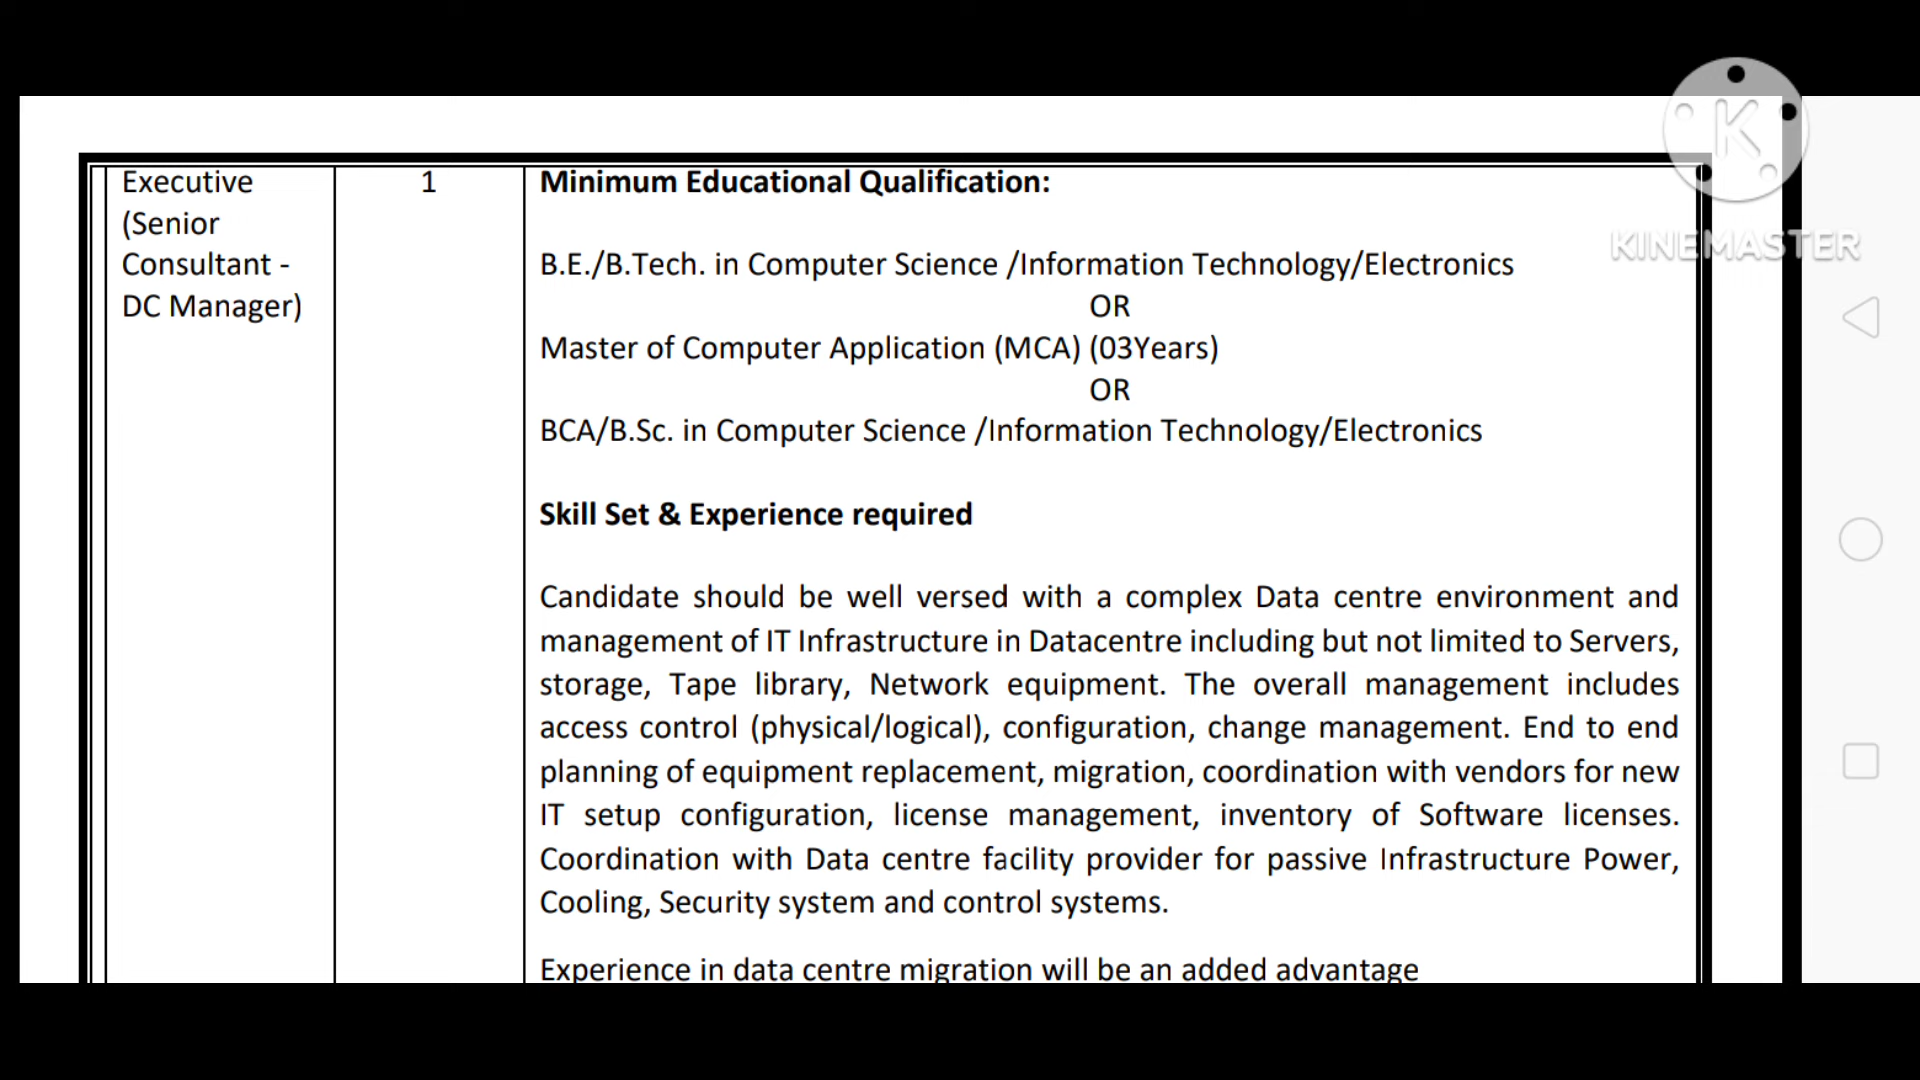 Executive
(Senior
Consultant -
DC Manager)
1
Minimum Educational Qualification:
B.E./B.Tech. in Computer Science /Information Technology/Electronics
OR
Master of Computer Application (MCA) (03Years)
OR
BCA/B.Sc. in Computer Science /Information Technology/Electronics
Skill Set & Experience required
Candidate should be well versed with a complex Data centre environment and
management of IT Infrastructure in Datacentre including but not limited to Servers,
storage, Tape library, Network equipment. The overall management includes
access control (physical/logical), configuration, change management. End to end
planning of equipment replacement, migration, coordination with vendors for new
IT setup configuration, license management, inventory of Software licenses.
Coordination with Data centre facility provider for passive Infrastructure Power,
Cooling, Security system and control systems.
Experience in data centre migration will be an added advantage
K
KINEMASTER